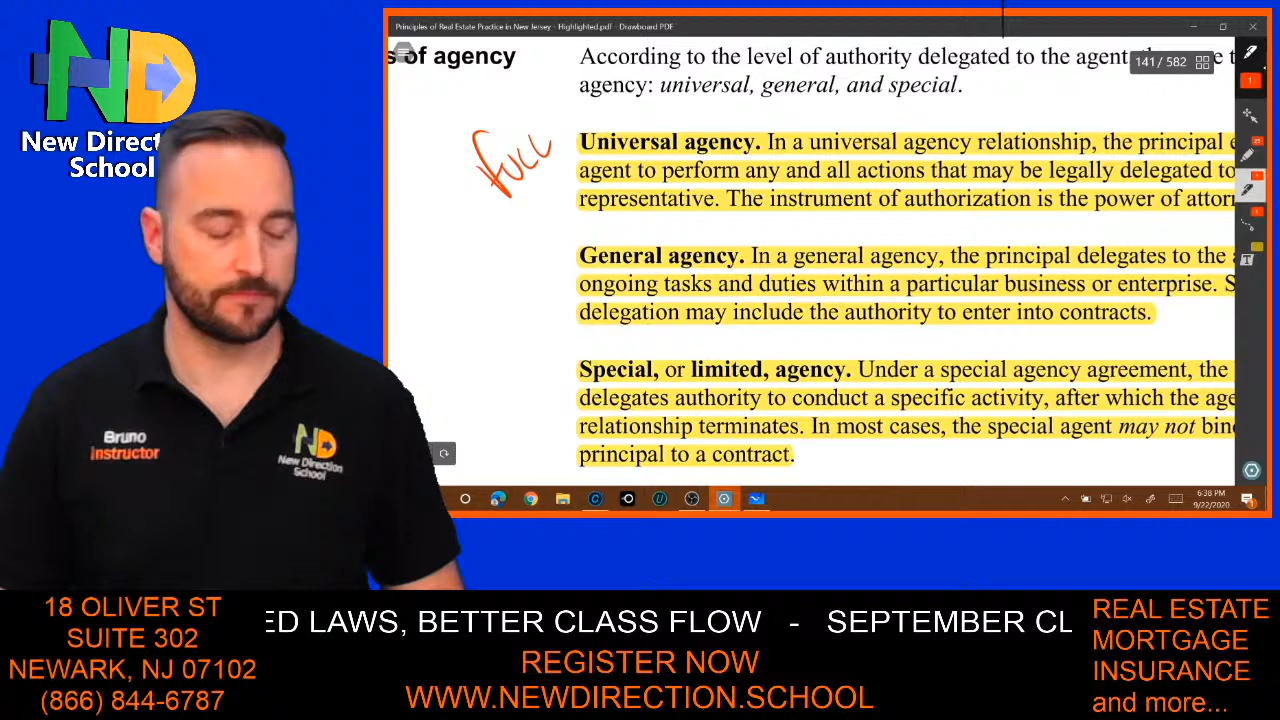 ND
New Direct
School
Bruno
Instructor
ND
New Direction
School
Principles of Real Estate Practice in New Jersey - Highlighted.pdf - Drawboard PDF
141 / 582
s of agency
According to the level of authority delegated to the agent,
agency: universal, general, and special.
Full
Universal agency. In a universal agency relationship, the principal
agent to perform any and all actions that may be legally delegated to
representative. The instrument of authorization is the power of attor
General agency. In a general agency, the principal delegates to the
ongoing tasks and duties within a particular business or enterprise. S
delegation may include the authority to enter into contracts.
Special, or limited, agency. Under a special agency agreement, the
delegates authority to conduct a specific activity, after which the age
relationship terminates. In most cases, the special agent may not bin
principal to a contract.
6:38 PM
9/22/2020
18 OLIVER ST
SUITE 302
NEWARK, NJ 07102
(866) 844-6787
ED LAWS, BETTER CLASS FLOW - SEPTEMBER CL
REGISTER NOW
WWW.NEWDIRECTION.SCHOOL
REAL ESTATE
MORTGAGE
INSURANCE
and more...